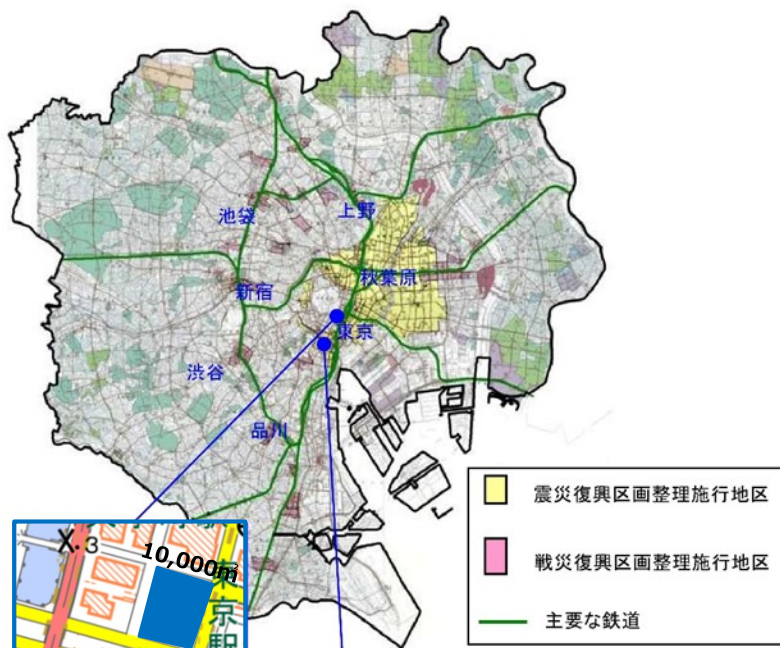 池袋
上野
秋葉原
新宿
東京
渋谷
品川
震災復興区画整理施行地区
戦災復興区画整理施行地区
主要な鉄道
3
10,000㎡
東京駅